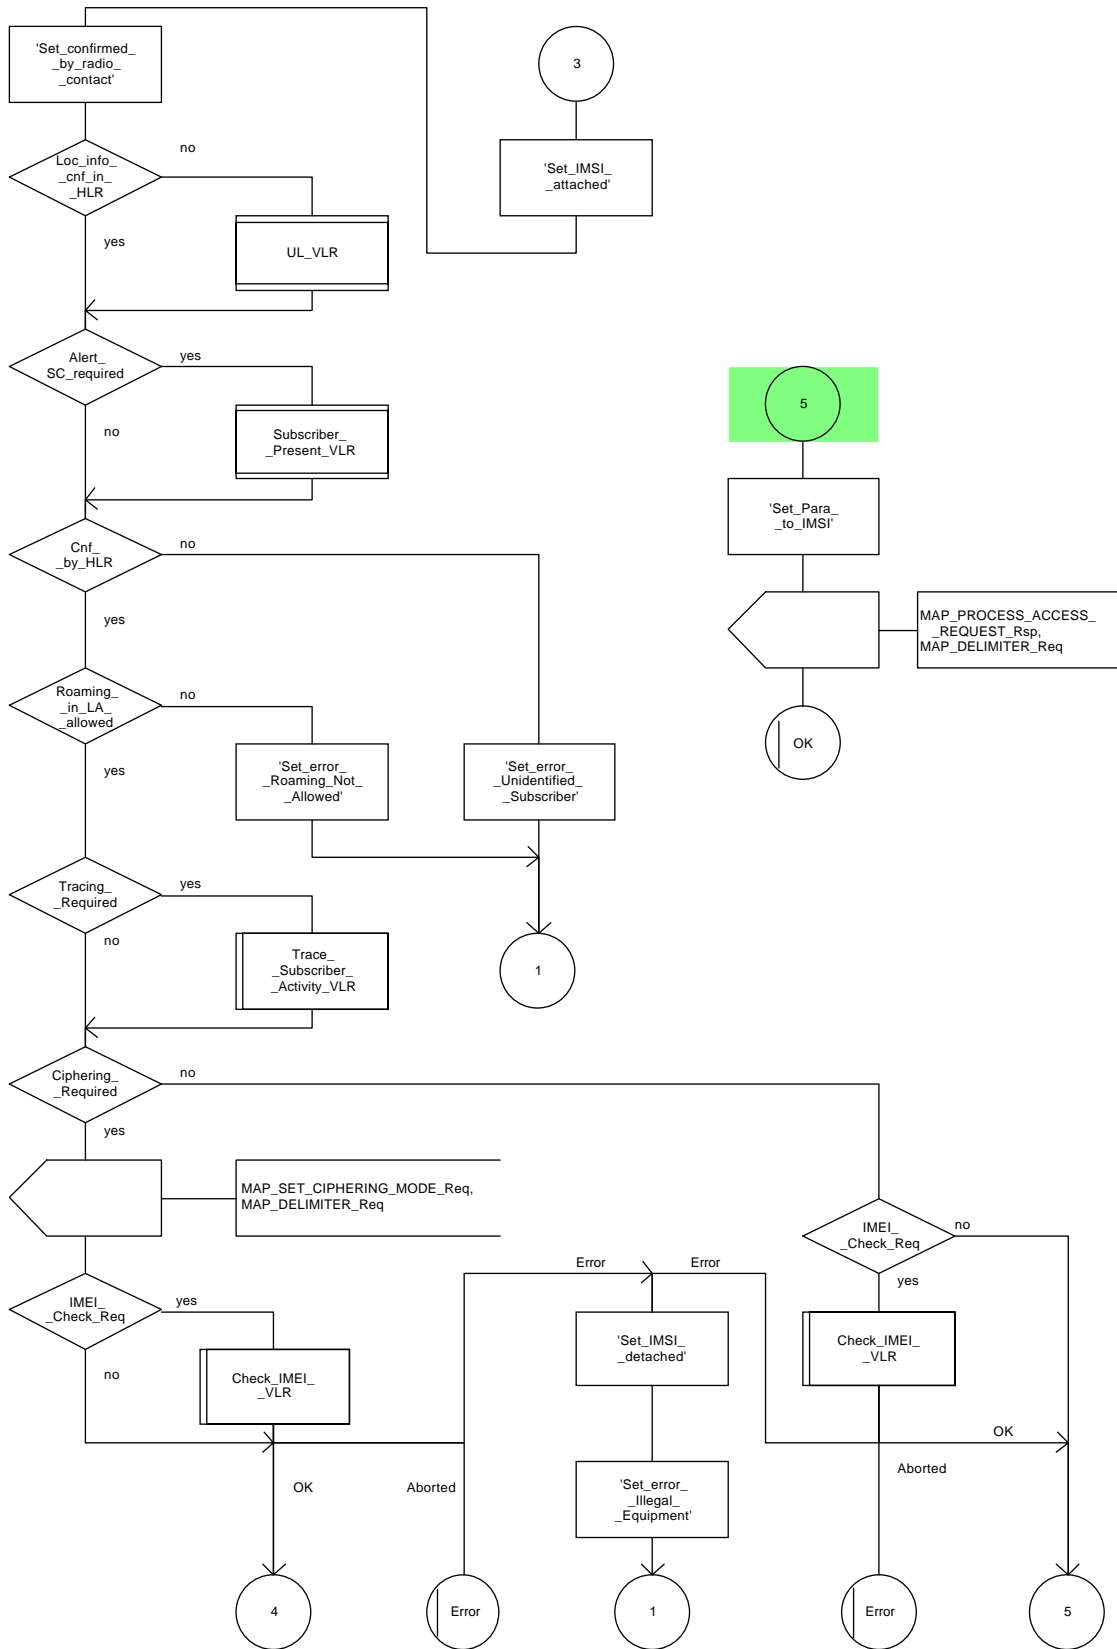 'Set_confirmed_
_by_radio_
_contact'
3
Loc_info_
_cnf_in_
_HLR
no
'Set_IMSI_
_attached'
yes
UL_VLR
Alert_
SC_required
yes
no
Subscriber_
_Present_VLR
5
'Set_Para_
_to_IMSI'
Cnf_
_by_HLR
no
yes
MAP_PROCESS_ACCESS_
_REQUEST_Rsp,
MAP_DELIMITER_Req
Roaming_
_in_LA_
_allowed
no
yes
OK
'Set_error_
_Roaming_Not_
_Allowed'
'Set_error_
_Unidentified_
_Subscriber'
Tracing_
_Required
yes
no
Trace_
_Subscriber_
_Activity_VLR
1
Ciphering_
_Required
no
yes
MAP_SET_CIPHERING_MODE_Req,
MAP_DELIMITER_Req
IMEI_
_Check_Req
no
yes
Error
Error
IMEI_
_Check_Req
yes
no
Check_IMEI_
_VLR
'Set_IMSI_
_detached'
Check_IMEI_
_VLR
OK
OK
Aborted
Aborted
'Set_error_
_Illegal_
_Equipment'
4
Error
1
Error
5